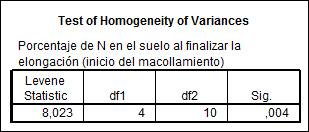 Test of Homogeneity of Variances
Porcentaje de N en el suelo al finalizar la
elongación (inicio del macollamiento)
Levene
Statistic df1 df2 Sig.
8,023 4 10 ,004